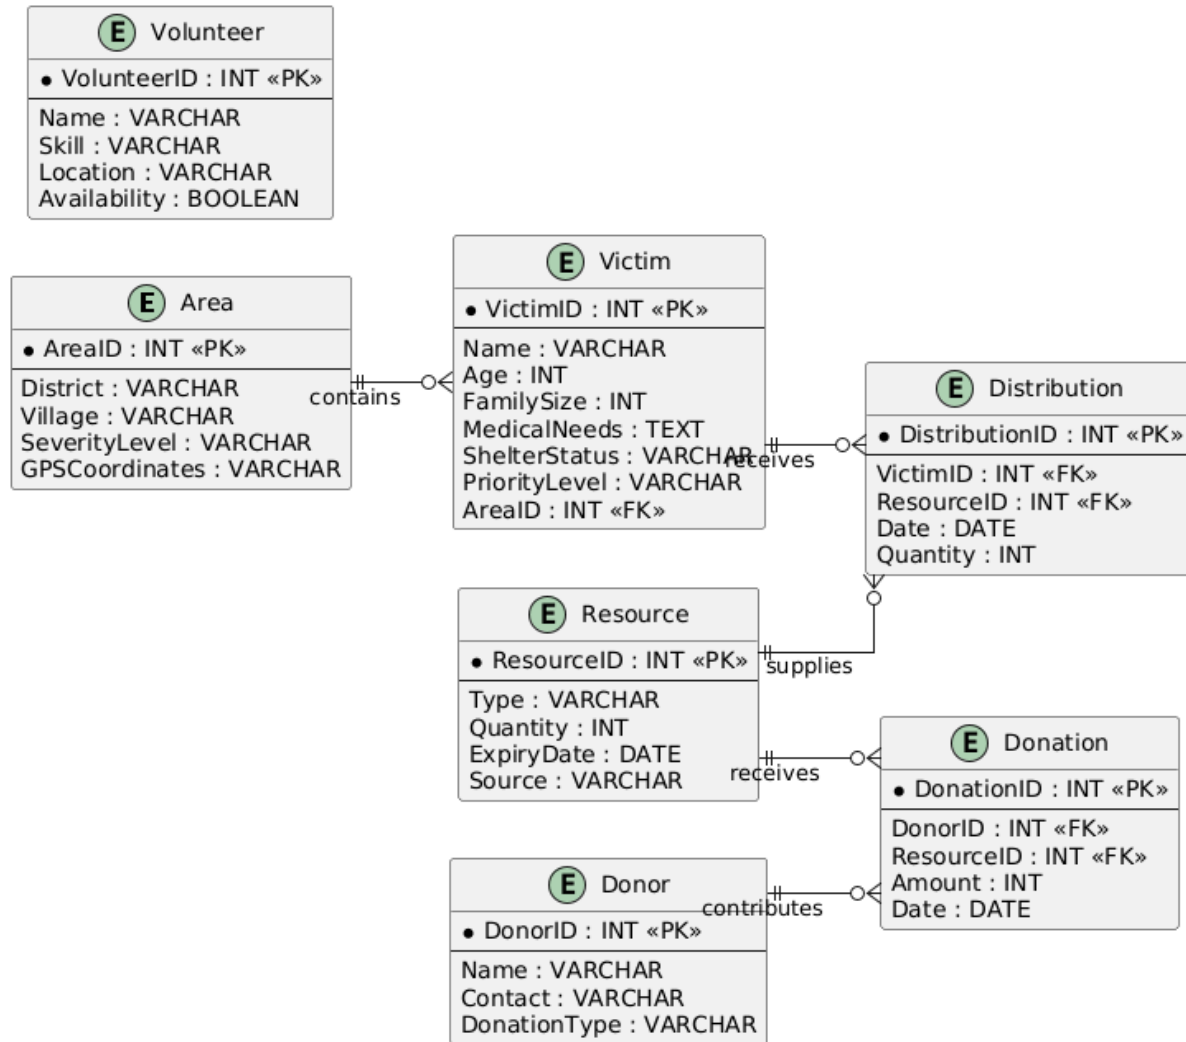 E Volunteer
• VolunteerID : INT «PK»
Name : VARCHAR
Skill : VARCHAR
Location : VARCHAR
Availability : BOOLEAN
E Area
• AreaID : INT «PK»
District : VARCHAR
Village : VARCHAR
SeverityLevel : VARCHAR
GPSCoordinates : VARCHAR
contains
E Victim
• VictimID : INT «PK»
Name : VARCHAR
Age : INT
FamilySize : INT
MedicalNeeds : TEXT
ShelterStatus : VARCHAR
PriorityLevel : VARCHAR
AreaID : INT «FK»
receives
E Distribution
• DistributionID : INT «PK»
VictimID : INT «FK»
ResourceID : INT «FK»
Date : DATE
Quantity : INT
E Resource
• ResourceID : INT «PK»
Type : VARCHAR
Quantity : INT
ExpiryDate : DATE
Source : VARCHAR
supplies
receives
E Donation
• DonationID : INT «PK»
DonorID : INT «FK»
ResourceID : INT «FK»
Amount : INT
Date : DATE
E Donor
• DonorID : INT «PK»
Name : VARCHAR
Contact : VARCHAR
DonationType : VARCHAR
contributes